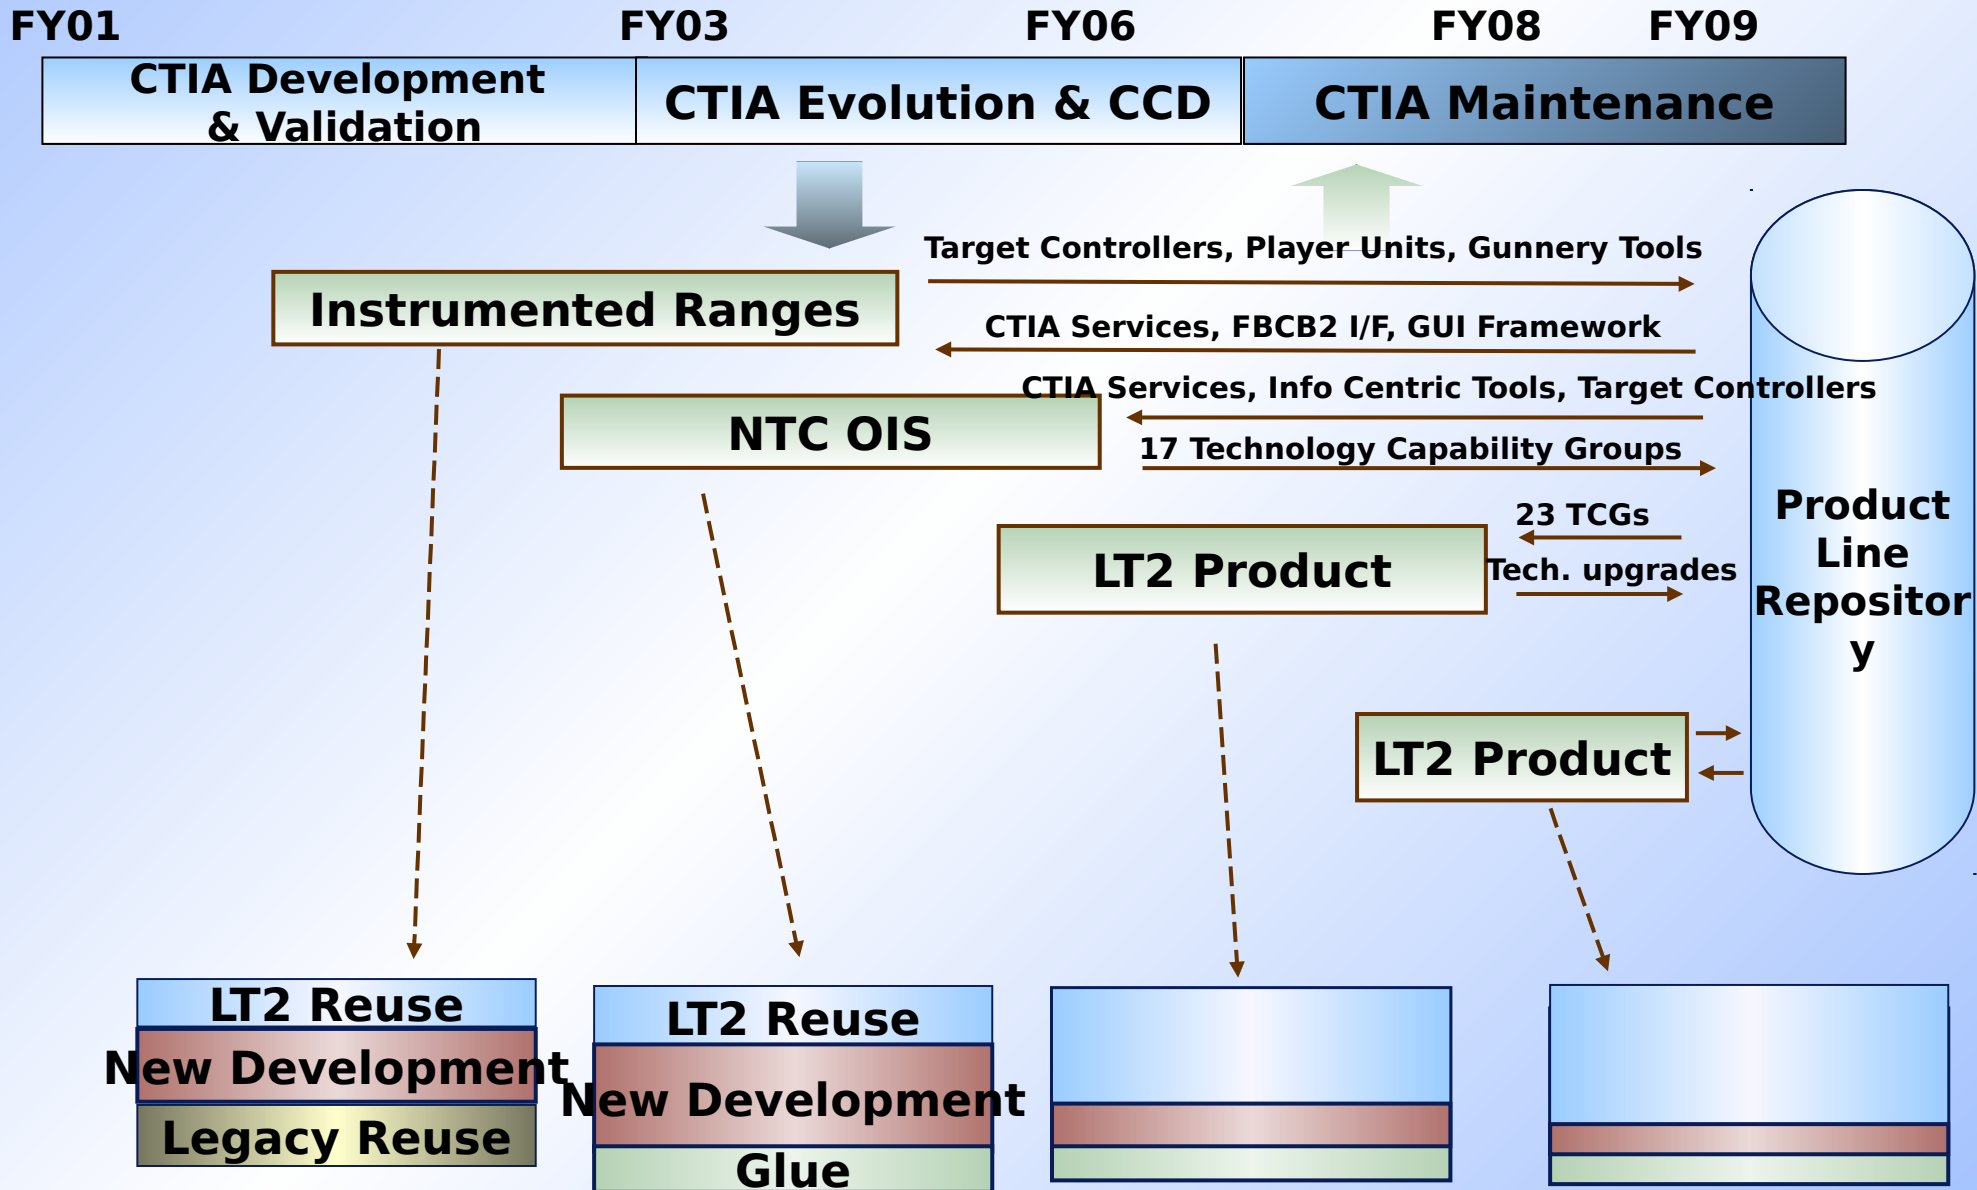 FY01
FY03
FY06
FY08
FY09
CTIA Development
& Validation
CTIA Evolution & CCD
CTIA Maintenance
Target Controllers, Player Units, Gunnery Tools
Instrumented Ranges
CTIA Services, FBCB2 I/F, GUI Framework
CTIA Services, Info Centric Tools, Target Controllers
NTC OIS
17 Technology Capability Groups
23 TCGs
LT2 Product
Tech. upgrades
Product
Line
Repositor
y
LT2 Product
LT2 Reuse
New Development
Legacy Reuse
LT2 Reuse
New Development
Glue